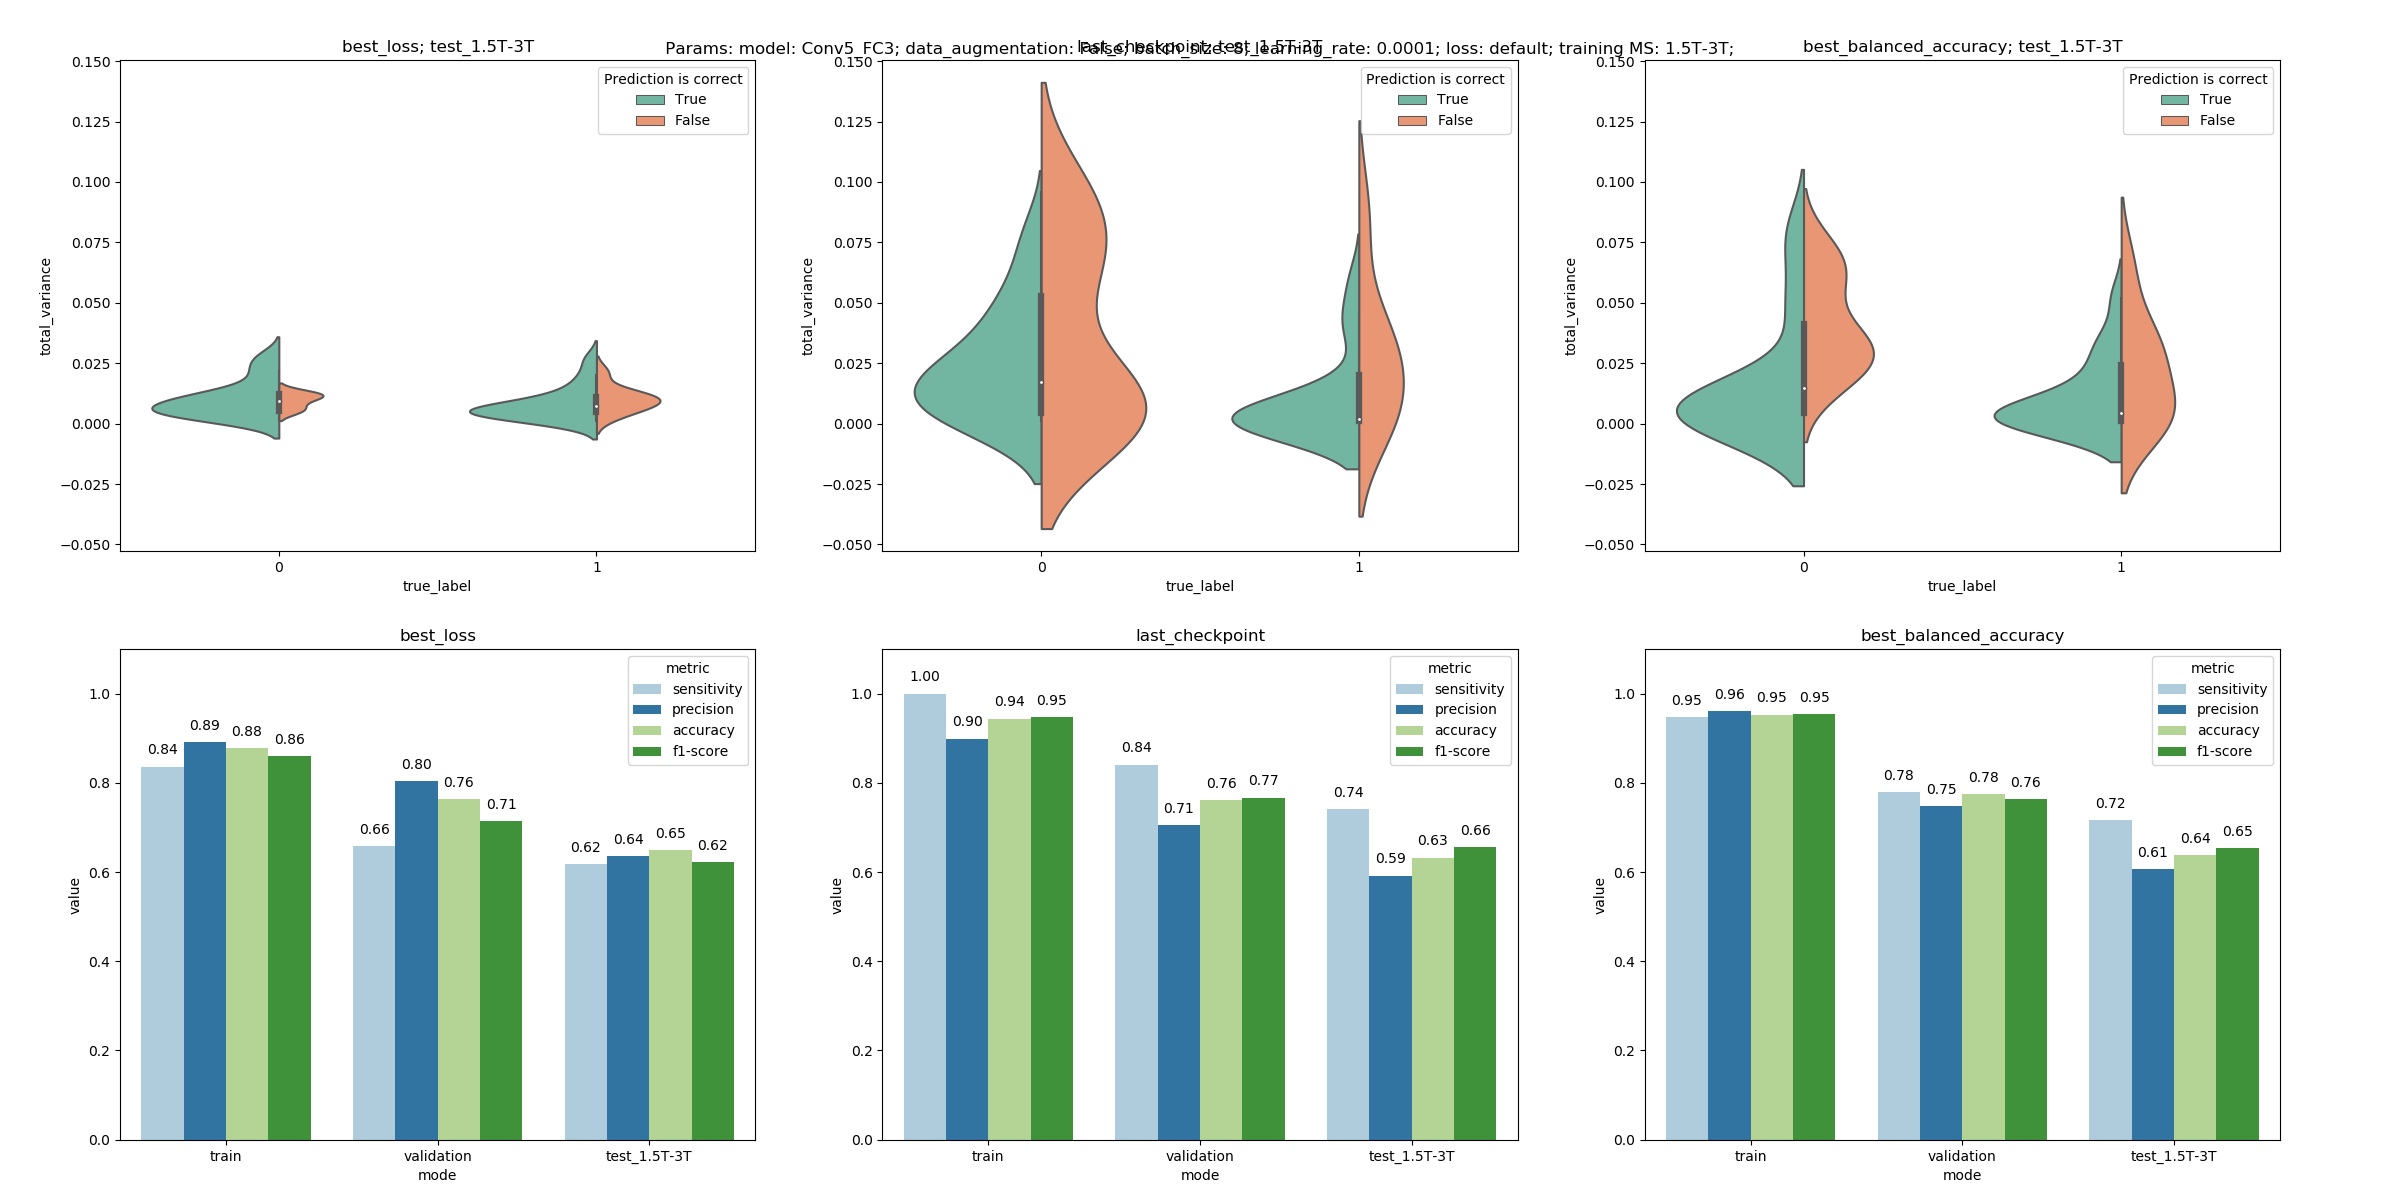 Params: model: Conv5_FC3; data_augmentation: False; batch_size: 8; learning_rate: 0.0001; loss: default; training MS: 1.5T-3T;
best_loss; test_1.5T-3T
total_variance
0.150
0.125
0.100
0.075
0.050
0.025
0.000
−0.025
−0.050
Prediction is correct
True
False
0 1
true_label
last_checkpoint; test_1.5T-3T
total_variance
0.150
0.125
0.100
0.075
0.050
0.025
0.000
−0.025
−0.050
Prediction is correct
True
False
0 1
true_label
best_balanced_accuracy; test_1.5T-3T
total_variance
0.150
0.125
0.100
0.075
0.050
0.025
0.000
−0.025
−0.050
Prediction is correct
True
False
0 1
true_label
best_loss
value
1.0
0.8
0.6
0.4
0.2
0.0
metric
sensitivity
precision
accuracy
f1-score
0.84 0.89 0.88 0.86
0.66 0.80 0.76 0.71
0.62 0.64 0.65 0.62
train validation test_1.5T-3T
mode
last_checkpoint
value
1.0
0.8
0.6
0.4
0.2
0.0
metric
sensitivity
precision
accuracy
f1-score
1.00 0.90 0.94 0.95
0.84 0.71 0.76 0.77
0.74 0.59 0.63 0.66
train validation test_1.5T-3T
mode
best_balanced_accuracy
value
1.0
0.8
0.6
0.4
0.2
0.0
metric
sensitivity
precision
accuracy
f1-score
0.95 0.96 0.95 0.95
0.78 0.75 0.78 0.76
0.72 0.61 0.64 0.65
train validation test_1.5T-3T
mode